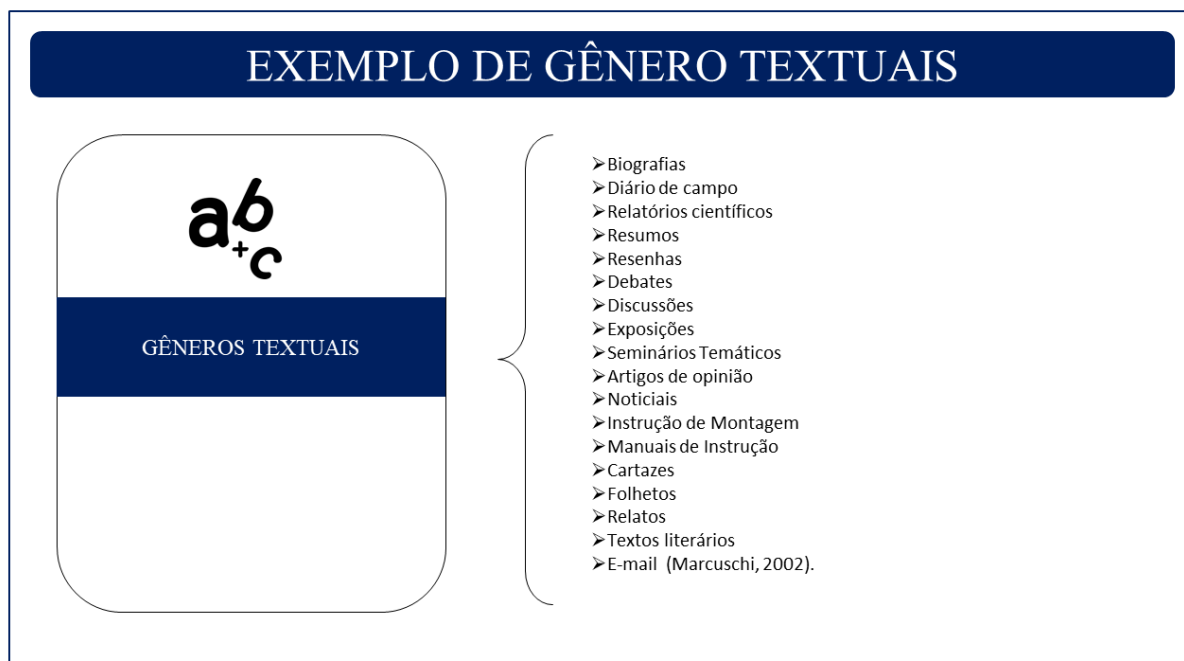 EXEMPLO DE GÊNERO TEXTUAIS
ab
+c
GÊNEROS TEXTUAIS
➢Biografias
➢Diário de campo
➢Relatórios científicos
➢Resumos
➢Resenhas
➢Debates
➢Discussões
➢Exposições
➢Seminários Temáticos
➢Artigos de opinião
➢Noticiais
➢Instrução de Montagem
➢Manuais de Instrução
➢Cartazes
➢Folhetos
➢Relatos
➢Textos literários
➢E-mail (Marcuschi, 2002).